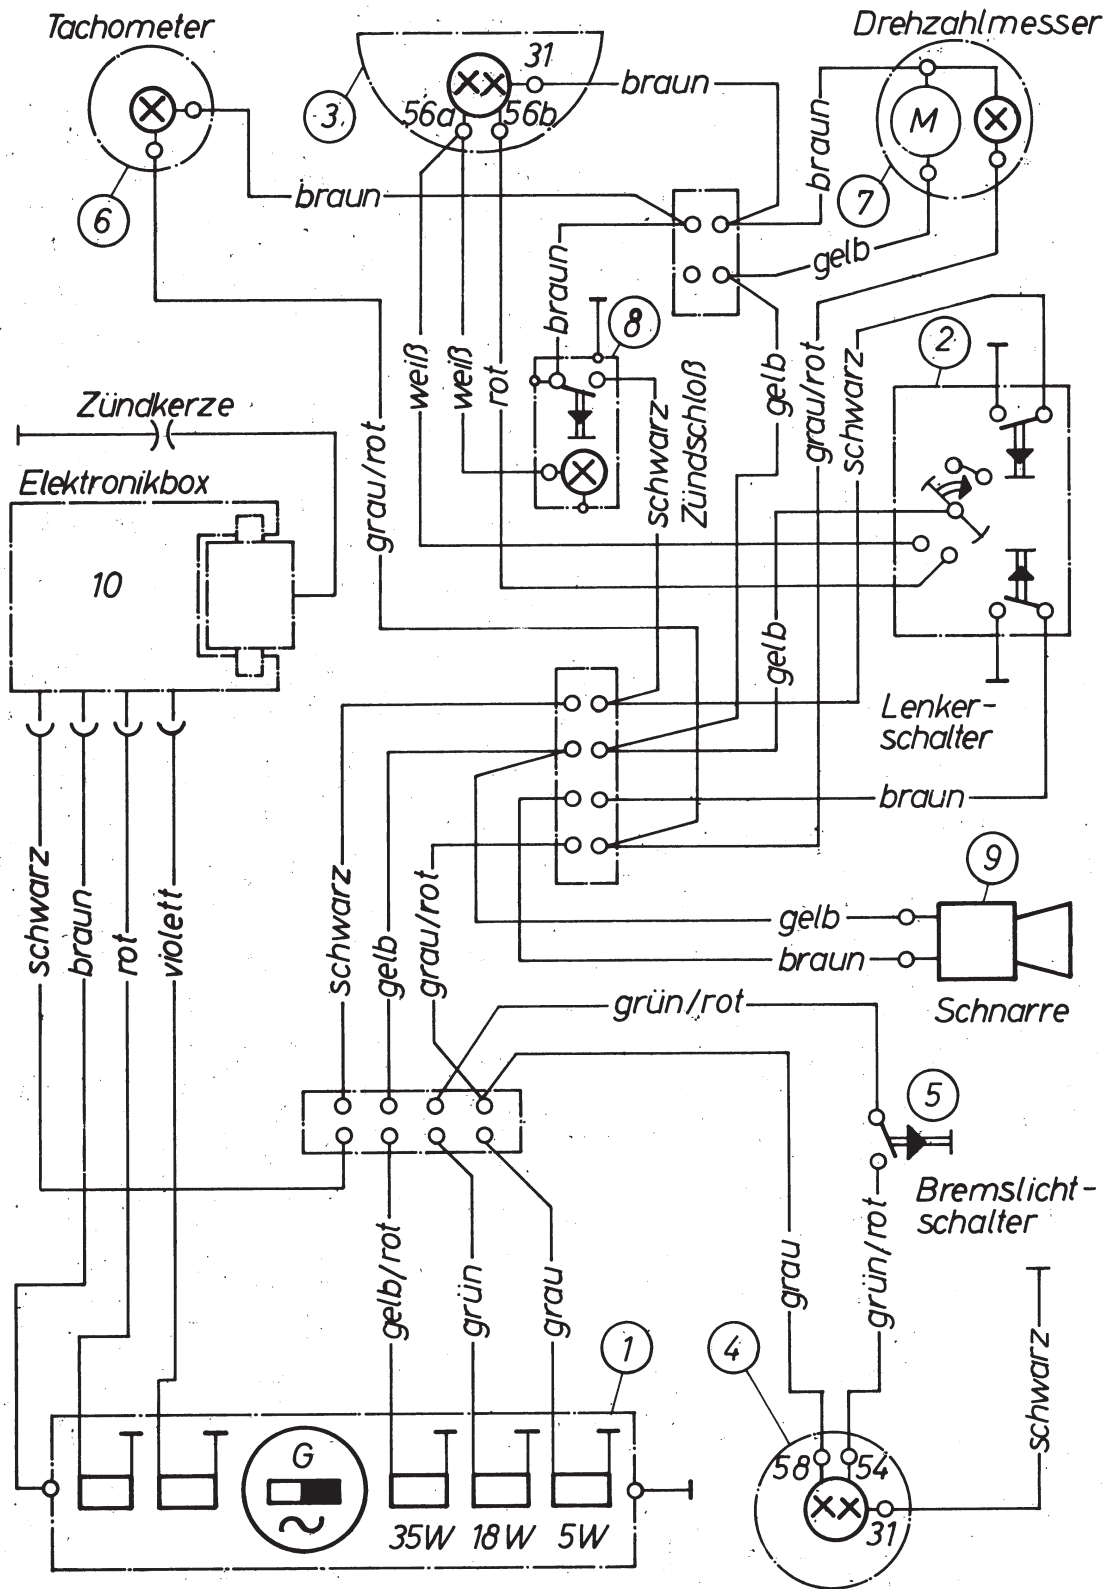 Tachometer
Drehzahlmesser
31
braun
3
56a
56b
braun
M
6
braun
7
braun
gelb
8
2
weiß
weiß
rot
gelb
grau/rot
schwarz
Zündkerze
schwarz
Zündschloß
grau/rot
Elektronikbox
10
gelb
Lenker-
schalter
braun
9
schwarz
braun
rot
violett
schwarz
gelb
grau/rot
gelb
braun
grün/rot
Schnarre
5
Bremslicht-
schalter
gelb/rot
grün
grau
grau
grün/rot
1
4
schwarz
G
58
54
35W
18W
5W
31